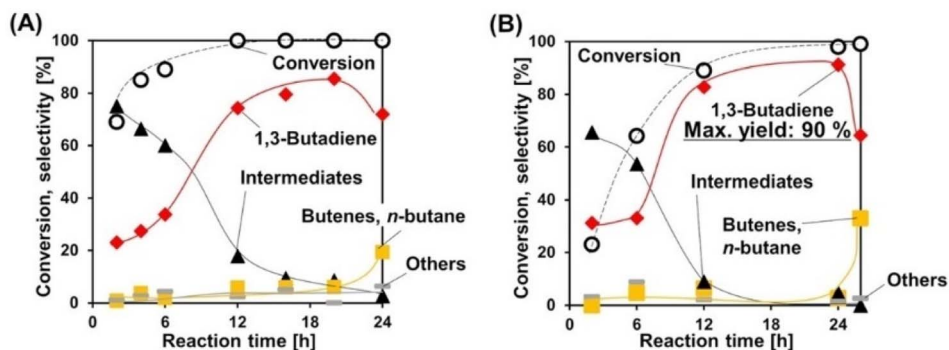 (A)
Conversion, selectivity [%]
100
80
60
40
20
0
Conversion
1,3-Butadiene
Intermediates
Butenes, n-butane
Others
0 6 12 18 24
Reaction time [h]
(B)
Conversion, selectivity [%]
100
80
60
40
20
0
Conversion
1,3-Butadiene
Max. yield: 90 %
Intermediates
Butenes,
n-butane
Others
0 6 12 24
Reaction time [h]